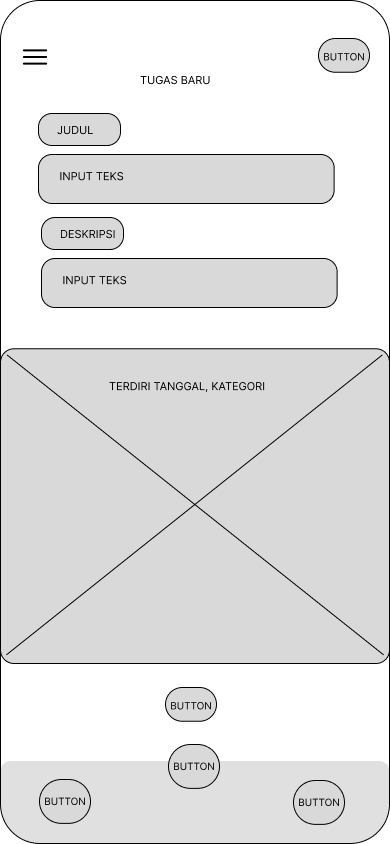 BUTTON
TUGAS BARU
JUDUL
INPUT TEKS
DESKRIPSI
INPUT TEKS
TERDIRI TANGGAL, KATEGORI
BUTTON
BUTTON
BUTTON
BUTTON